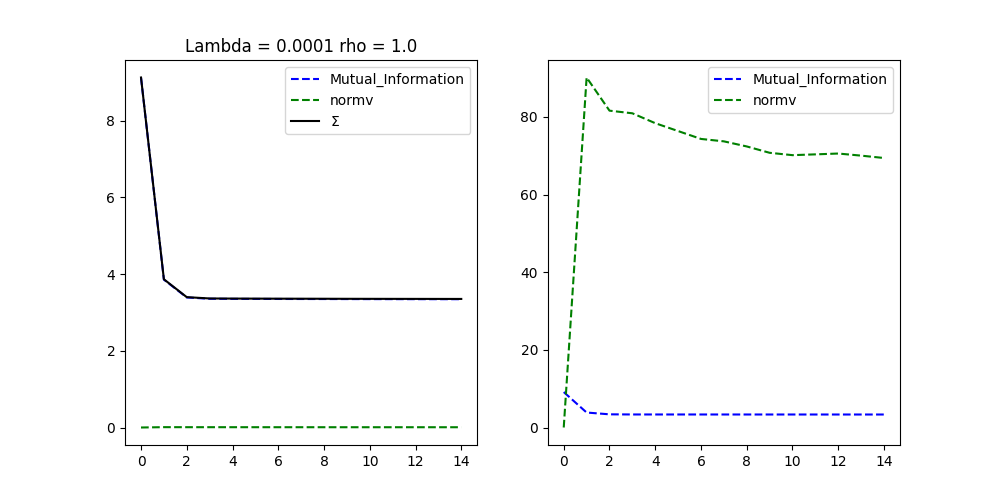 Lambda = 0.0001 rho = 1.0
Mutual_Information
normv
Σ
8
6
4
2
0
0 2 4 6 8 10 12 14
Mutual_Information
normv
80
60
40
20
0
0 2 4 6 8 10 12 14